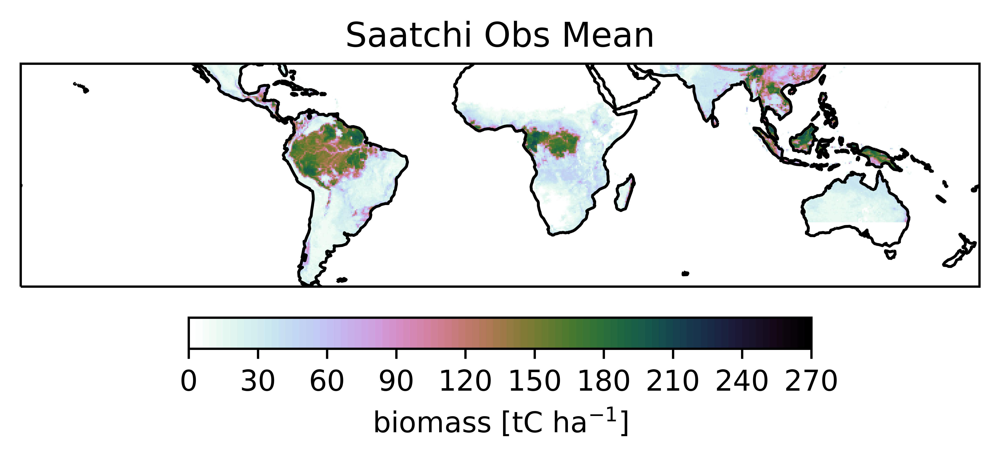 Saatchi Obs Mean
0 30 60 90 120 150 180 210 240 270
biomass [tC ha⁻¹]